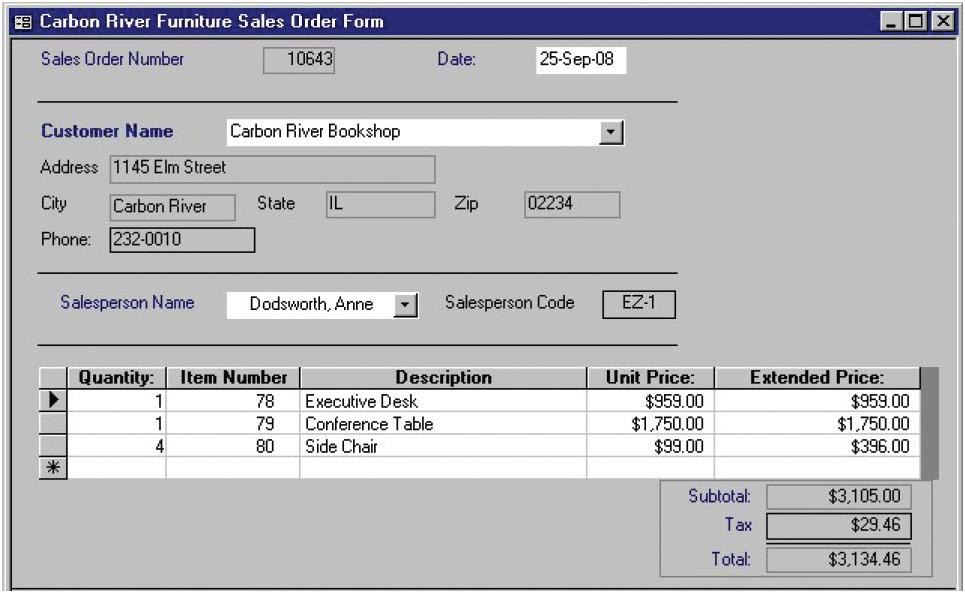 Carbon River Furniture Sales Order Form
Sales Order Number 10643 Date: 25-Sep-08
Customer Name Carbon River Bookshop
Address 1145 Elm Street
City Carbon River State IL Zip 02234
Phone: 232-0010
Salesperson Name Dodsworth, Anne Salesperson Code EZ-1
Quantity: Item Number Description Unit Price: Extended Price:
1 78 Executive Desk $959.00 $959.00
1 79 Conference Table $1,750.00 $1,750.00
4 80 Side Chair $99.00 $396.00
Subtotal: $3,105.00
Tax $29.46
Total: $3,134.46